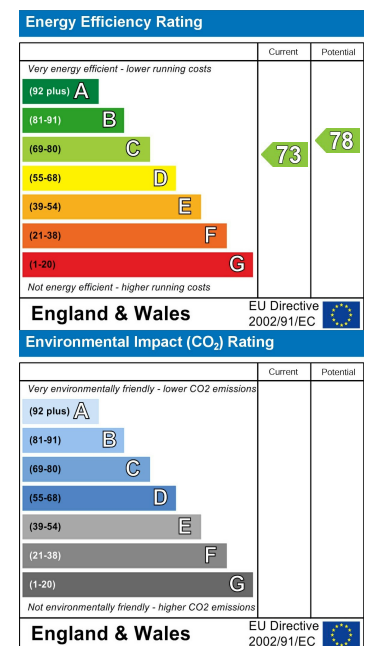 Energy Efficiency Rating
Current Potential
Very energy efficient - lower running costs
(92 plus) A
(81-91) B
(69-80) C
73 78
(55-68) D
(39-54) E
(21-38) F
(1-20) G
Not energy efficient - higher running costs
England & Wales
EU Directive
2002/91/EC
Environmental Impact (CO₂) Rating
Current Potential
Very environmentally friendly - lower CO2 emissions
(92 plus) A
(81-91) B
(69-80) C
(55-68) D
(39-54) E
(21-38) F
(1-20) G
Not environmentally friendly - higher CO2 emissions
England & Wales
EU Directive
2002/91/EC